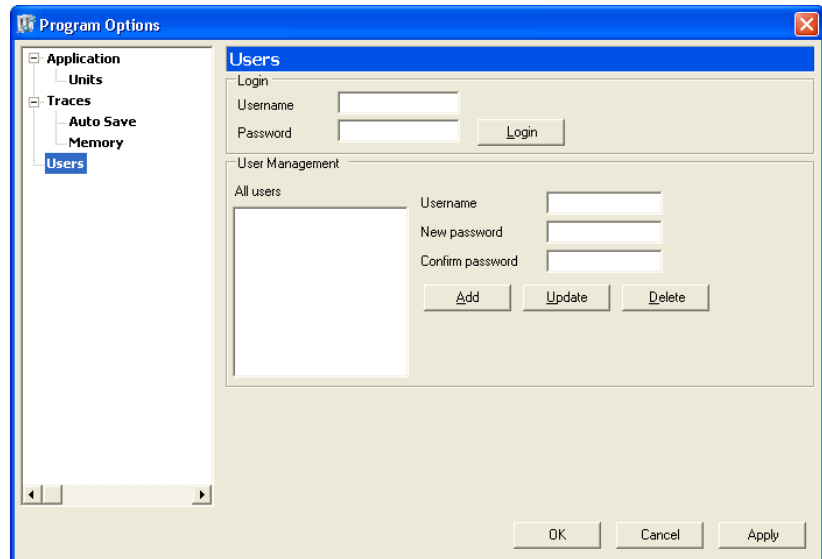 Program Options
Application
Units
Traces
Auto Save
Memory
Users
Users
Login
Username
Password
Login
User Management
All users
Username
New password
Confirm password
Add Update Delete
OK Cancel Apply